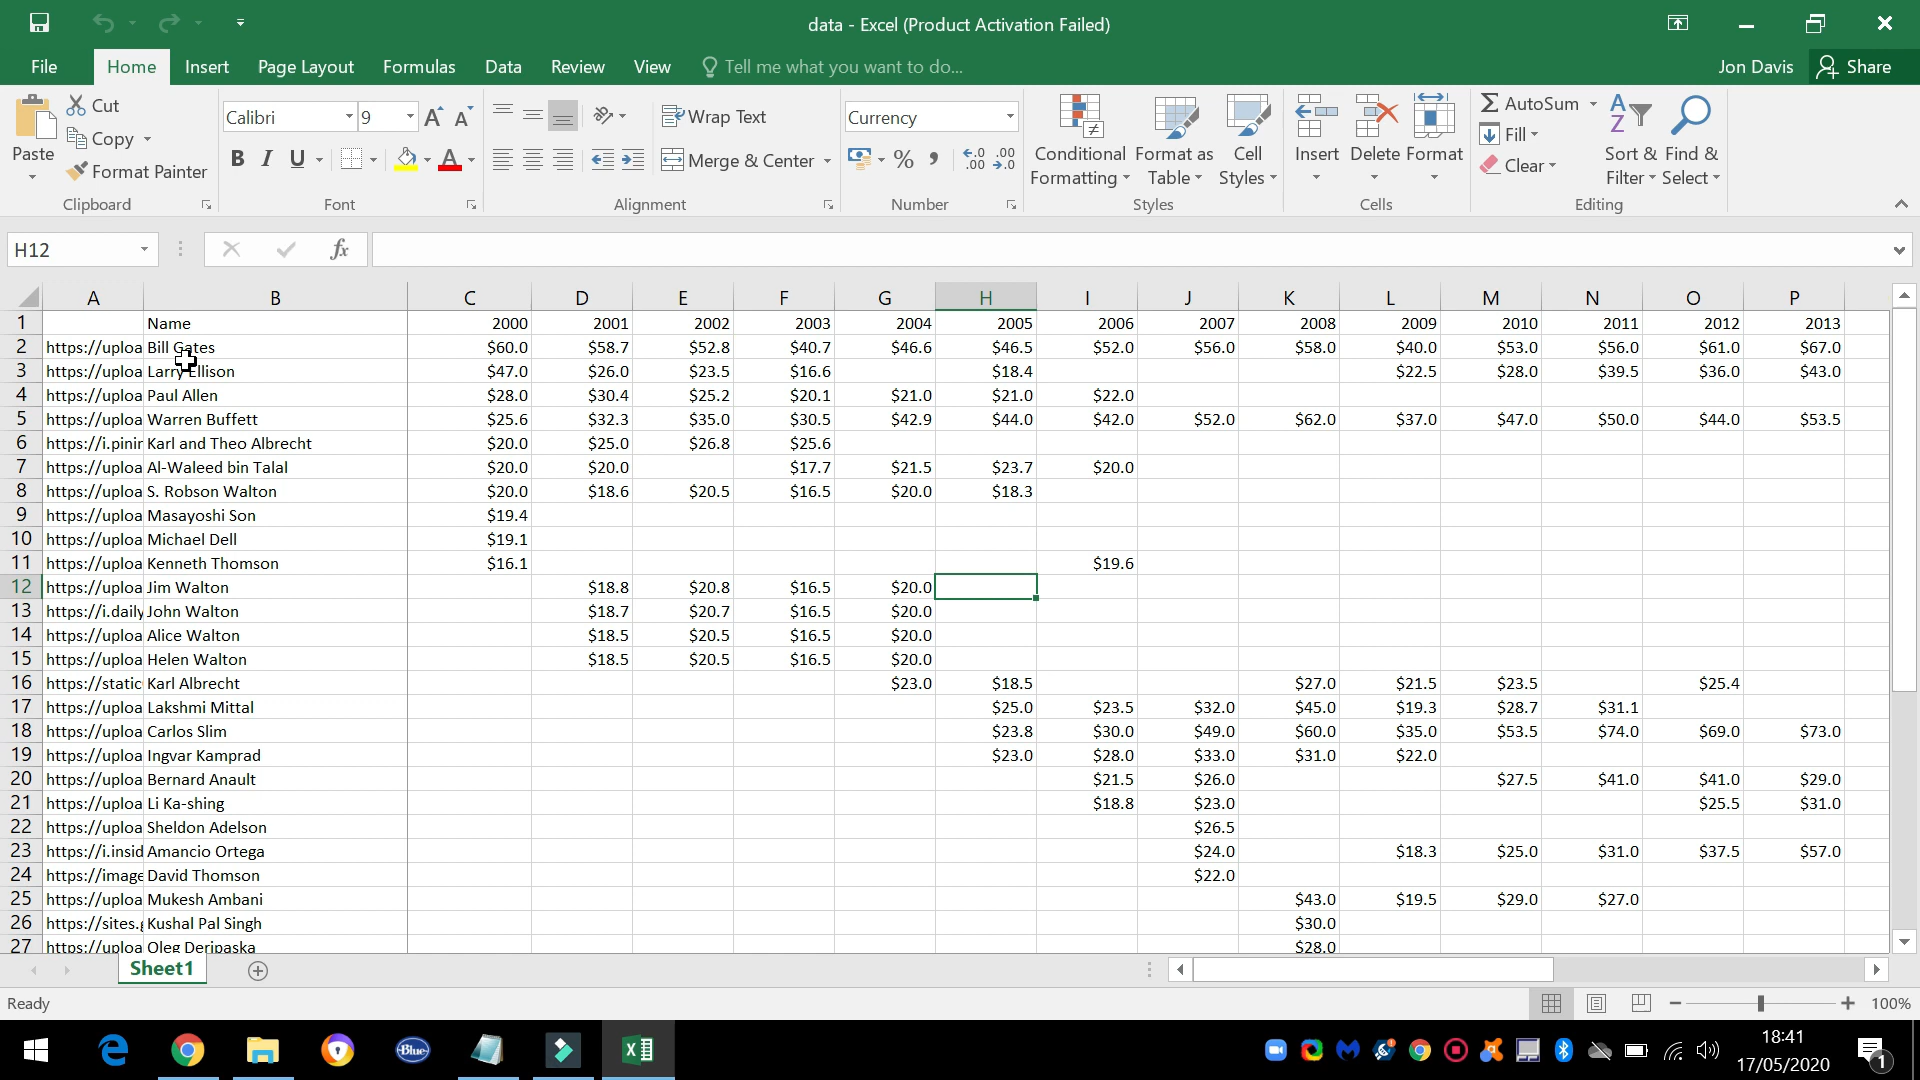 data - Excel (Product Activation Failed)
File Home Insert Page Layout Formulas Data Review View Tell me what you want to do... Jon Davis Share
Paste Cut Copy Format Painter Clipboard
Calibri 9 A A B I U A Font
Wrap Text Merge & Center Alignment
Currency % , .0 .00 .00 .0 Number
Conditional Formatting Format as Table Cell Styles Styles
Insert Delete Format Cells
AutoSum Fill Clear Sort & Filter Find & Select Editing
H12 fx
A B C D E F G H I J K L M N O P
1 Name 2000 2001 2002 2003 2004 2005 2006 2007 2008 2009 2010 2011 2012 2013
2 https://uploa Bill Gates $60.0 $58.7 $52.8 $40.7 $46.6 $46.5 $52.0 $56.0 $58.0 $40.0 $53.0 $56.0 $61.0 $67.0
3 https://uploa Larry Ellison $47.0 $26.0 $23.5 $16.6 $18.4 $22.5 $28.0 $39.5 $36.0 $43.0
4 https://uploa Paul Allen $28.0 $30.4 $25.2 $20.1 $21.0 $21.0 $22.0
5 https://uploa Warren Buffett $25.6 $32.3 $35.0 $30.5 $42.9 $44.0 $42.0 $52.0 $62.0 $37.0 $47.0 $50.0 $44.0 $53.5
6 https://i.pinir Karl and Theo Albrecht $20.0 $25.0 $26.8 $25.6
7 https://uploa Al-Waleed bin Talal $20.0 $20.0 $17.7 $21.5 $23.7 $20.0
8 https://uploa S. Robson Walton $20.0 $18.6 $20.5 $16.5 $20.0 $18.3
9 https://uploa Masayoshi Son $19.4
10 https://uploa Michael Dell $19.1
11 https://uploa Kenneth Thomson $16.1 $19.6
12 https://uploa Jim Walton $18.8 $20.8 $16.5 $20.0
13 https://i.daily John Walton $18.7 $20.7 $16.5 $20.0
14 https://uploa Alice Walton $18.5 $20.5 $16.5 $20.0
15 https://uploa Helen Walton $18.5 $20.5 $16.5 $20.0
16 https://static Karl Albrecht $23.0 $18.5 $27.0 $21.5 $23.5 $25.4
17 https://uploa Lakshmi Mittal $25.0 $23.5 $32.0 $45.0 $19.3 $28.7 $31.1
18 https://uploa Carlos Slim $23.8 $30.0 $49.0 $60.0 $35.0 $53.5 $74.0 $69.0 $73.0
19 https://uploa Ingvar Kamprad $23.0 $28.0 $33.0 $31.0 $22.0
20 https://uploa Bernard Anault $21.5 $26.0 $27.5 $41.0 $41.0 $29.0
21 https://uploa Li Ka-shing $18.8 $23.0 $25.5 $31.0
22 https://uploa Sheldon Adelson $26.5
23 https://i.insid Amancio Ortega $24.0 $18.3 $25.0 $31.0 $37.5 $57.0
24 https://image David Thomson $22.0
25 https://uploa Mukesh Ambani $43.0 $19.5 $29.0 $27.0
26 https://sites.g Kushal Pal Singh $30.0
27 https://uploa Oleg Deripaska $28.0
Sheet1
Ready 100%
Blue 18:41
17/05/2020 1